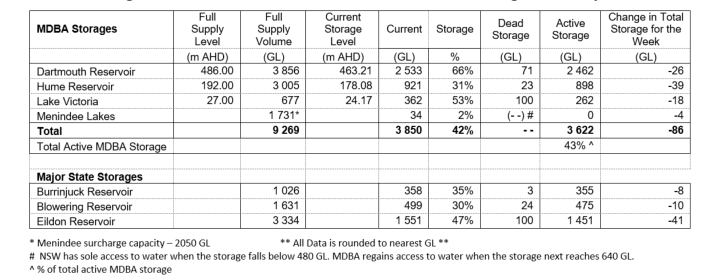 MDBA Storages Full Supply Level Full Supply Volume Current Storage Level Current Storage Dead Storage Active Storage Change in Total Storage for the Week
(m AHD) (GL) (m AHD) (GL) % (GL) (GL) (GL)
Dartmouth Reservoir 486.00 3 856 463.21 2 533 66% 71 2 462 -26
Hume Reservoir 192.00 3 005 178.08 921 31% 23 898 -39
Lake Victoria 27.00 677 24.17 362 53% 100 262 -18
Menindee Lakes 1 731* 34 2% (- -) # 0 -4
Total 9 269 3 850 42% - - 3 622 -86
Total Active MDBA Storage 43% ^
Major State Storages
Burrinjuck Reservoir 1 026 358 35% 3 355 -8
Blowering Reservoir 1 631 499 30% 24 475 -10
Eildon Reservoir 3 334 1 551 47% 100 1 451 -41
* Menindee surcharge capacity – 2050 GL ** All Data is rounded to nearest GL **
# NSW has sole access to water when the storage falls below 480 GL. MDBA regains access to water when the storage next reaches 640 GL.
^ % of total active MDBA storage